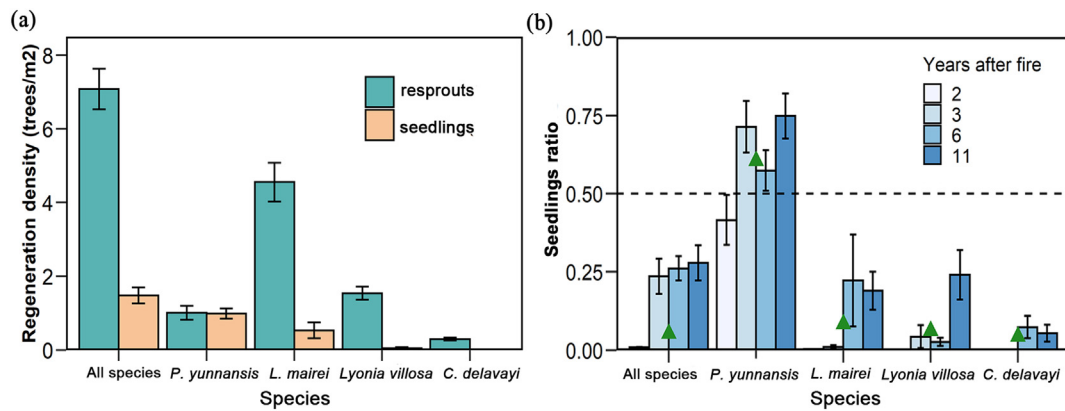 (a)
Regeneration density (trees/m2)
8
6
4
2
0
resprouts
seedlings
All species P. yunnansis L. mairei Lyonia villosa C. delavayi
Species
(b)
Seedlings ratio
1.00
0.75
0.50
0.25
0.00
Years after fire
2
3
6
11
All species P. yunnansis L. mairei Lyonia villosa C. delavayi
Species